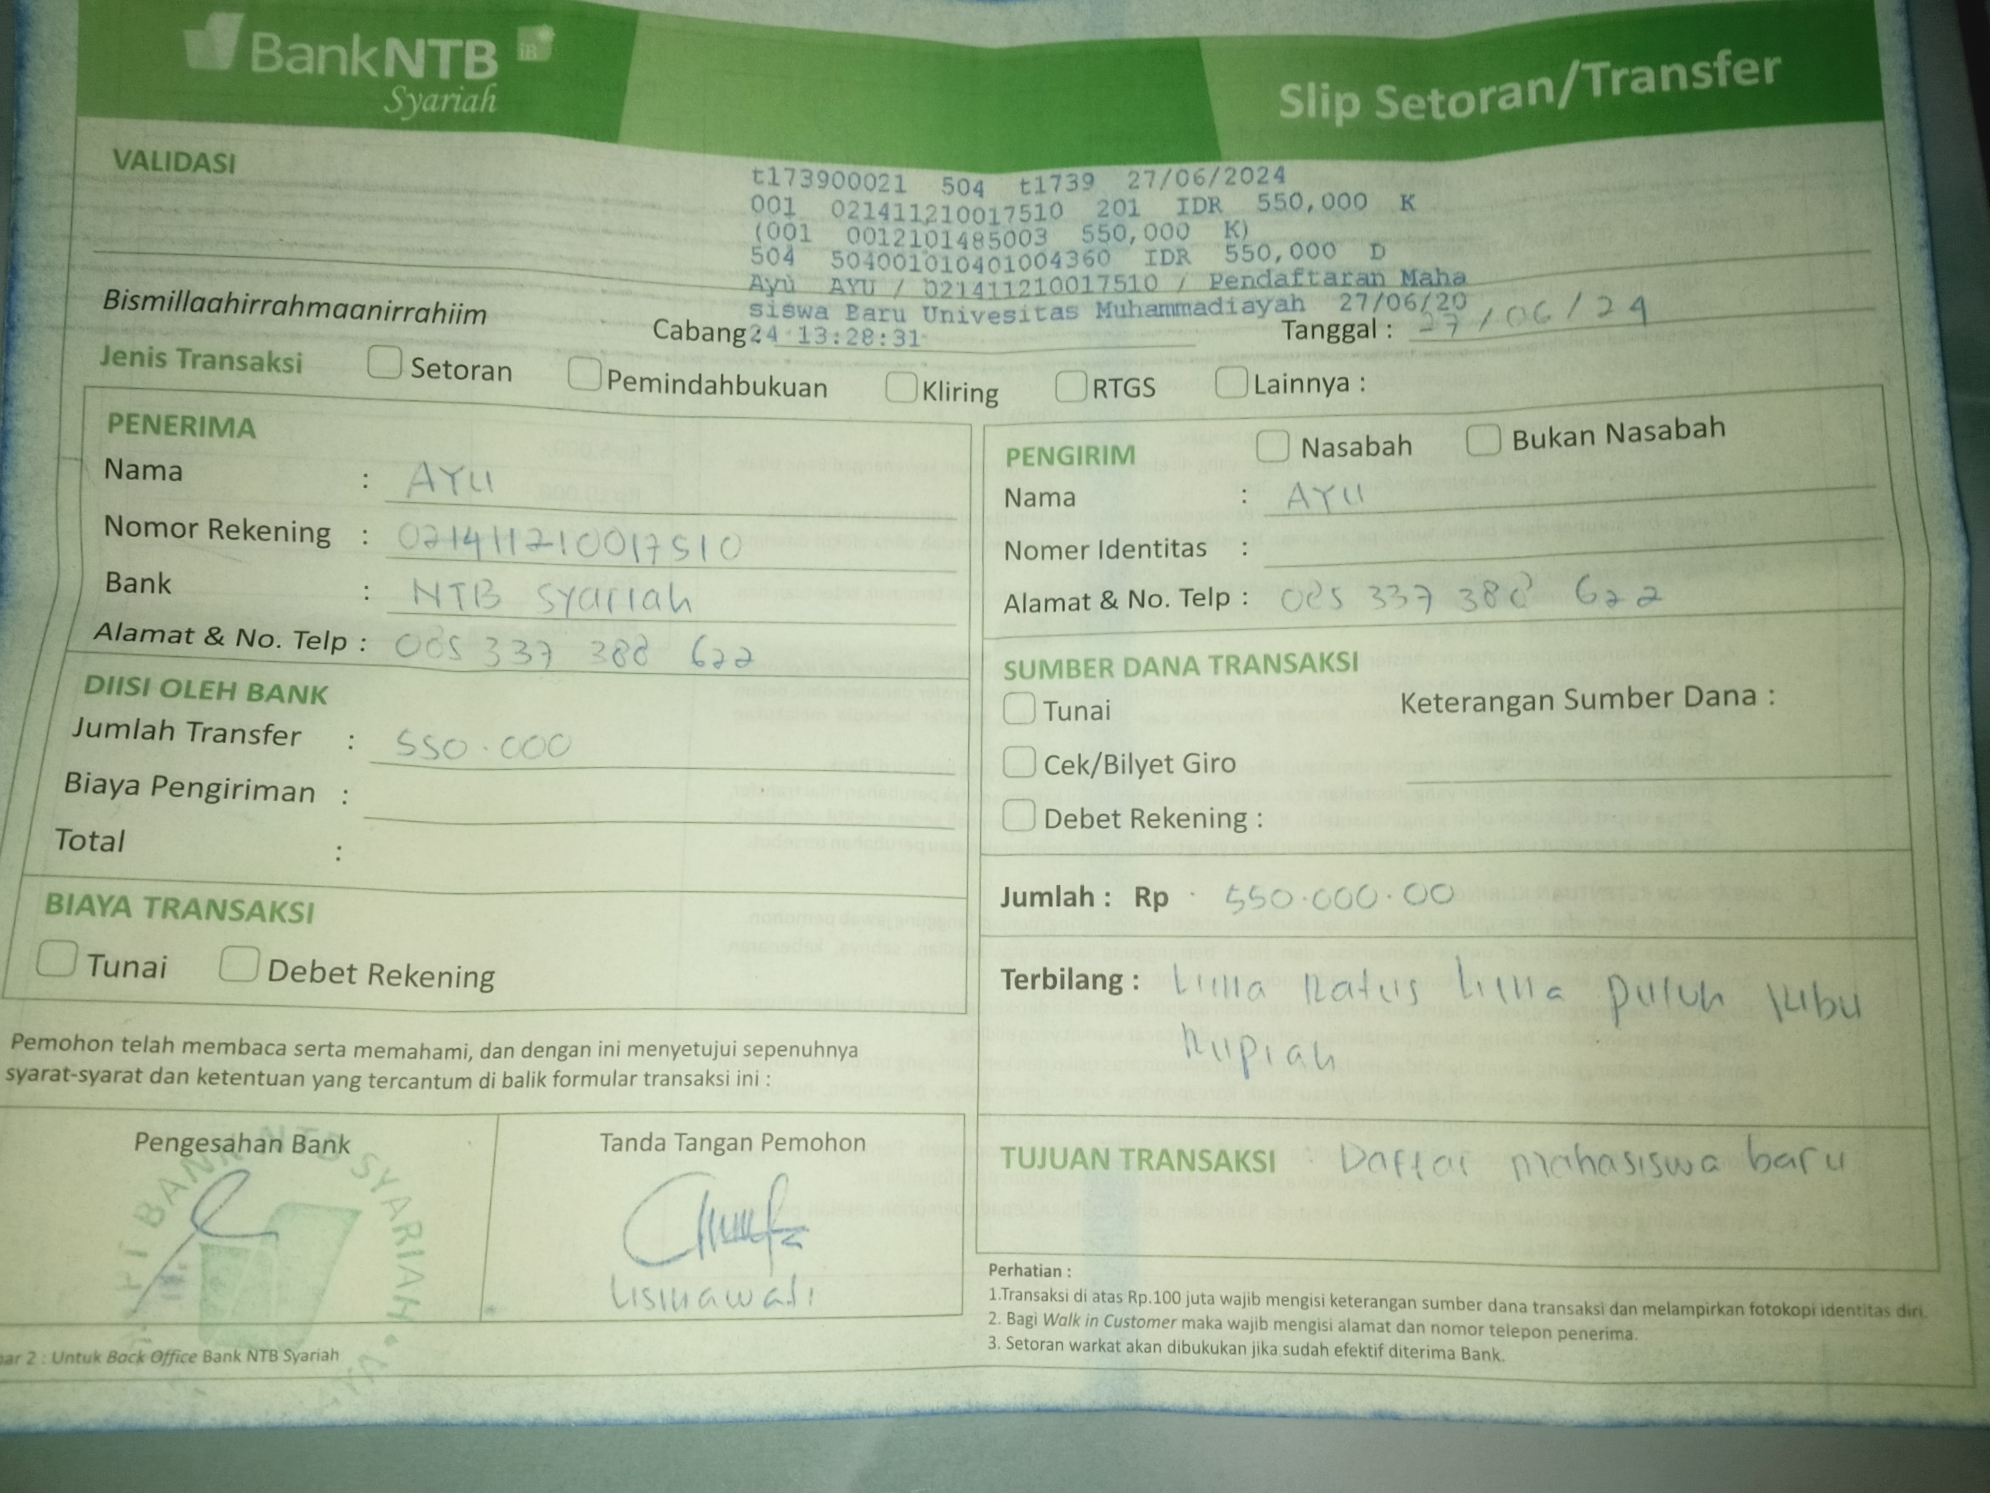 BankNTB iB
Syariah
Slip Setoran/Transfer
VALIDASI
t173900021 504 t1739 27/06/2024
001 021411210017510 201 IDR 550,000 K
(001 0012101485003 550,000 K)
504 504001010401004360 IDR 550,000 D
Ayu AYU / 021411210017510 / Pendaftaran Maha
siswa Baru Univesitas Muhammadiayah 27/06/20
24 13:28:31
Bismillaahirrahmaanirrahiim
Cabang
Tanggal : 27/06/24
Jenis Transaksi Setoran Pemindahbukuan Kliring RTGS Lainnya :
PENERIMA
Nama : AYU
Nomor Rekening : 021411210017510
Bank : NTB Syariah
Alamat & No. Telp : 085 337 388 622
DIISI OLEH BANK
Jumlah Transfer : 550.000
Biaya Pengiriman :
Total :
BIAYA TRANSAKSI
Tunai Debet Rekening
Pemohon telah membaca serta memahami, dan dengan ini menyetujui sepenuhnya
syarat-syarat dan ketentuan yang tercantum di balik formular transaksi ini :
Pengesahan Bank
BANK NTB SYARIAH
Tanda Tangan Pemohon
Lismawati
2 : Untuk Back Office Bank NTB Syariah
PENGIRIM Nasabah Bukan Nasabah
Nama : AYU
Nomer Identitas :
Alamat & No. Telp : 085 337 388 622
SUMBER DANA TRANSAKSI
Tunai Keterangan Sumber Dana :
Cek/Bilyet Giro
Debet Rekening :
Jumlah : Rp 550.000.00
Terbilang : Lima Ratus Lima puluh Ribu
Rupiah
TUJUAN TRANSAKSI : Daftar mahasiswa baru
Perhatian :
1.Transaksi di atas Rp.100 juta wajib mengisi keterangan sumber dana transaksi dan melampirkan fotokopi identitas diri.
2. Bagi Walk in Customer maka wajib mengisi alamat dan nomor telepon penerima.
3. Setoran warkat akan dibukukan jika sudah efektif diterima Bank.